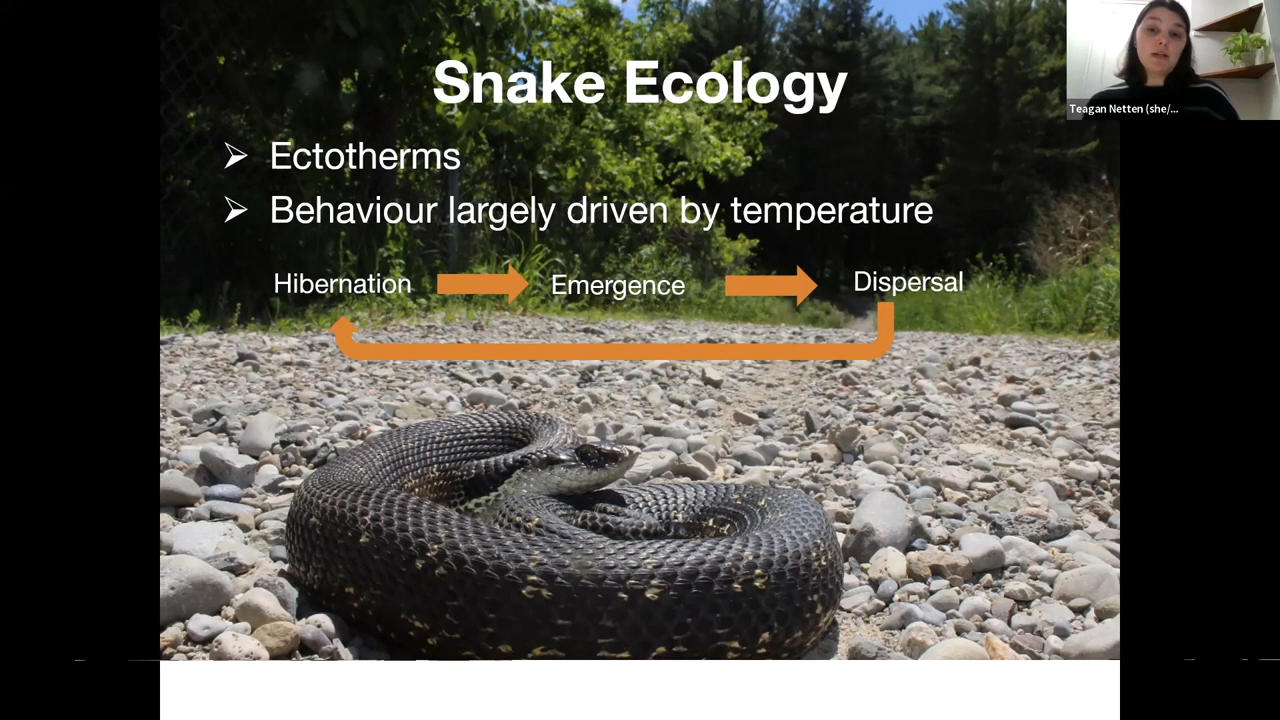 Snake Ecology
Teagan Netten (she/...
➢ Ectotherms
➢ Behaviour largely driven by temperature
Hibernation
Emergence
Dispersal